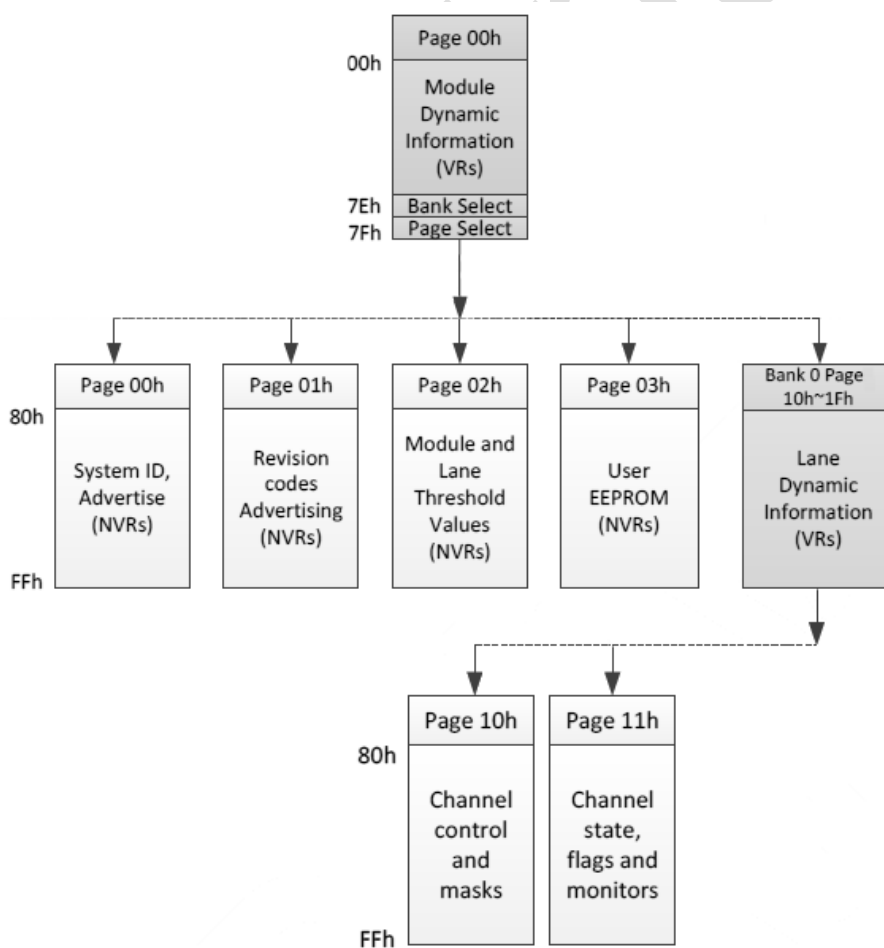 Page 00h
00h
Module
Dynamic
Information
(VRs)
7Eh
Bank Select
7Fh
Page Select
Page 00h
80h
System ID,
Advertise
(NVRs)
FFh
Page 01h
Revision
codes
Advertising
(NVRs)
Page 02h
Module and
Lane
Threshold
Values
(NVRs)
Page 03h
User
EEPROM
(NVRs)
Bank 0 Page
10h~1Fh
Lane
Dynamic
Information
(VRs)
Page 10h
80h
Channel
control
and
masks
FFh
Page 11h
Channel
state,
flags and
monitors